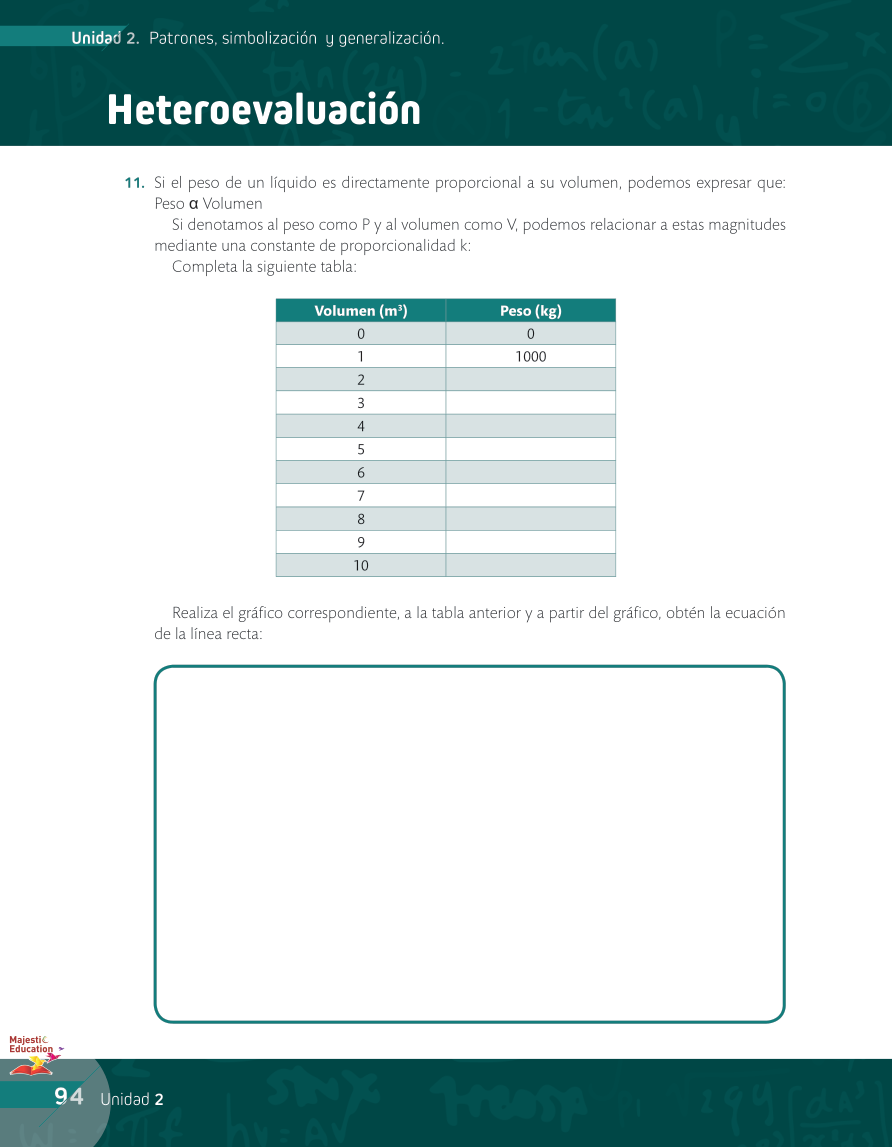 Unidad 2. Patrones, simbolización y generalización.
Heteroevaluación
11. Si el peso de un líquido es directamente proporcional a su volumen, podemos expresar que:
Peso α Volumen
Si denotamos al peso como P y al volumen como V, podemos relacionar a estas magnitudes
mediante una constante de proporcionalidad k:
Completa la siguiente tabla:
Volumen (m³) Peso (kg)
0 0
1 1000
2
3
4
5
6
7
8
9
10
Realiza el gráfico correspondiente, a la tabla anterior y a partir del gráfico, obtén la ecuación
de la línea recta:
Majestic
Education
94 Unidad 2